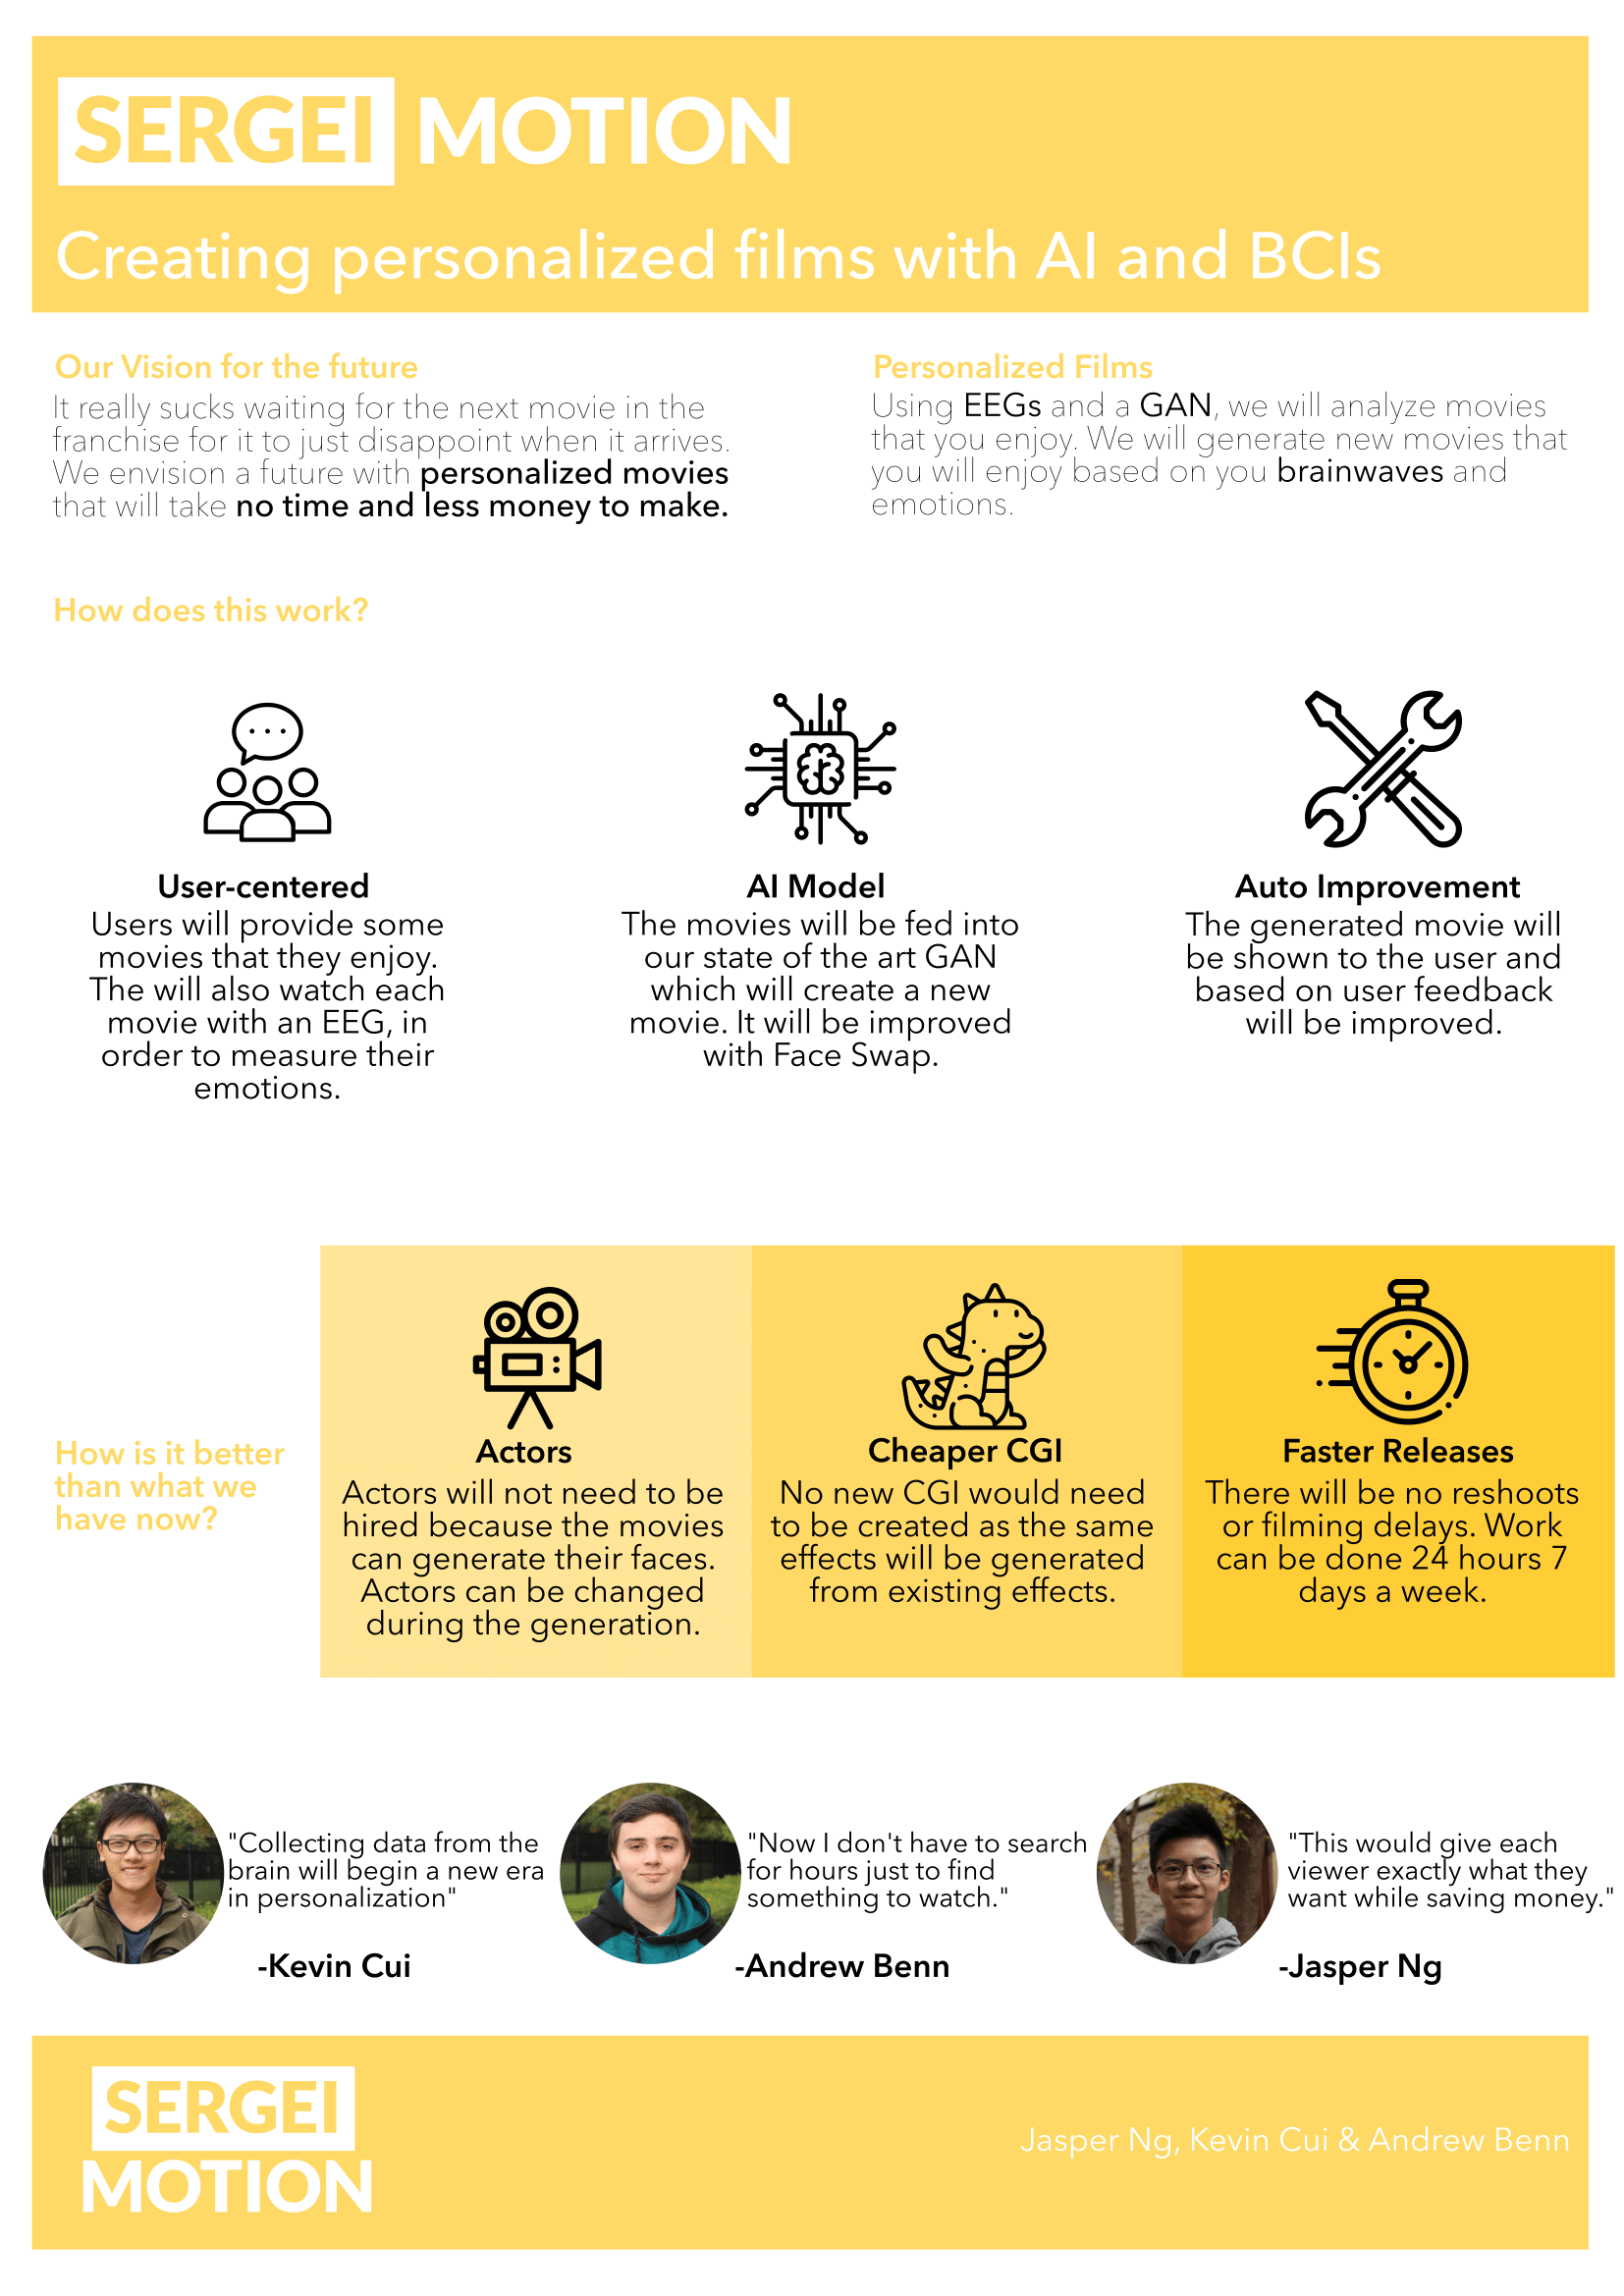 SERGEI MOTION
Creating personalized films with AI and BCIs
Our Vision for the future
It really sucks waiting for the next movie in the
franchise for it to just disappoint when it arrives.
We envision a future with personalized movies
that will take no time and less money to make.
Personalized Films
Using EEGs and a GAN, we will analyze movies
that you enjoy. We will generate new movies that
you will enjoy based on you brainwaves and
emotions.
How does this work?
User-centered
Users will provide some
movies that they enjoy.
The will also watch each
movie with an EEG, in
order to measure their
emotions.
AI Model
The movies will be fed into
our state of the art GAN
which will create a new
movie. It will be improved
with Face Swap.
Auto Improvement
The generated movie will
be shown to the user and
based on user feedback
will be improved.
How is it better
than what we
have now?
Actors
Actors will not need to be
hired because the movies
can generate their faces.
Actors can be changed
during the generation.
Cheaper CGI
No new CGI would need
to be created as the same
effects will be generated
from existing effects.
Faster Releases
There will be no reshoots
or filming delays. Work
can be done 24 hours 7
days a week.
"Collecting data from the
brain will begin a new era
in personalization"
-Kevin Cui
"Now I don't have to search
for hours just to find
something to watch."
-Andrew Benn
"This would give each
viewer exactly what they
want while saving money."
-Jasper Ng
SERGEI
MOTION
Jasper Ng, Kevin Cui & Andrew Benn